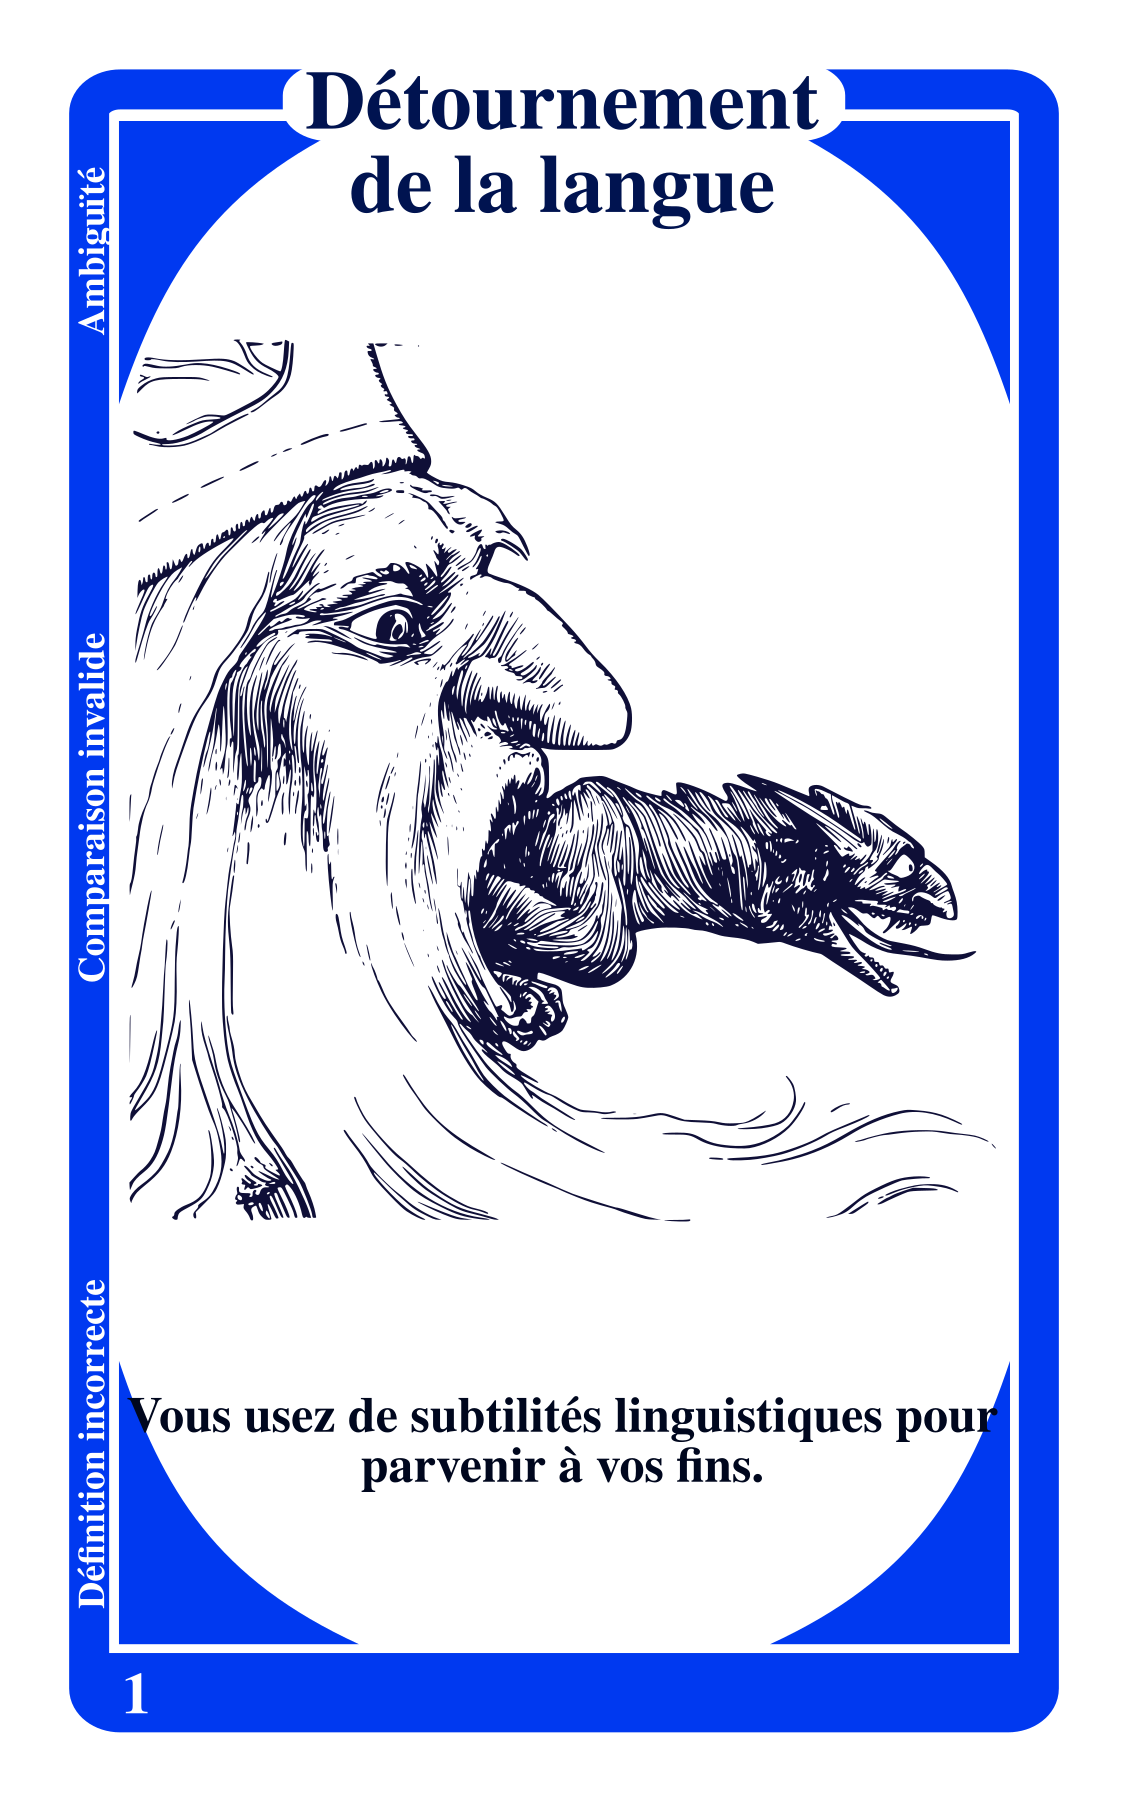 Détournement
de la langue
Ambiguïté
Comparaison invalide
Définition incorrecte
Vous usez de subtilités linguistiques pour
parvenir à vos fins.
1